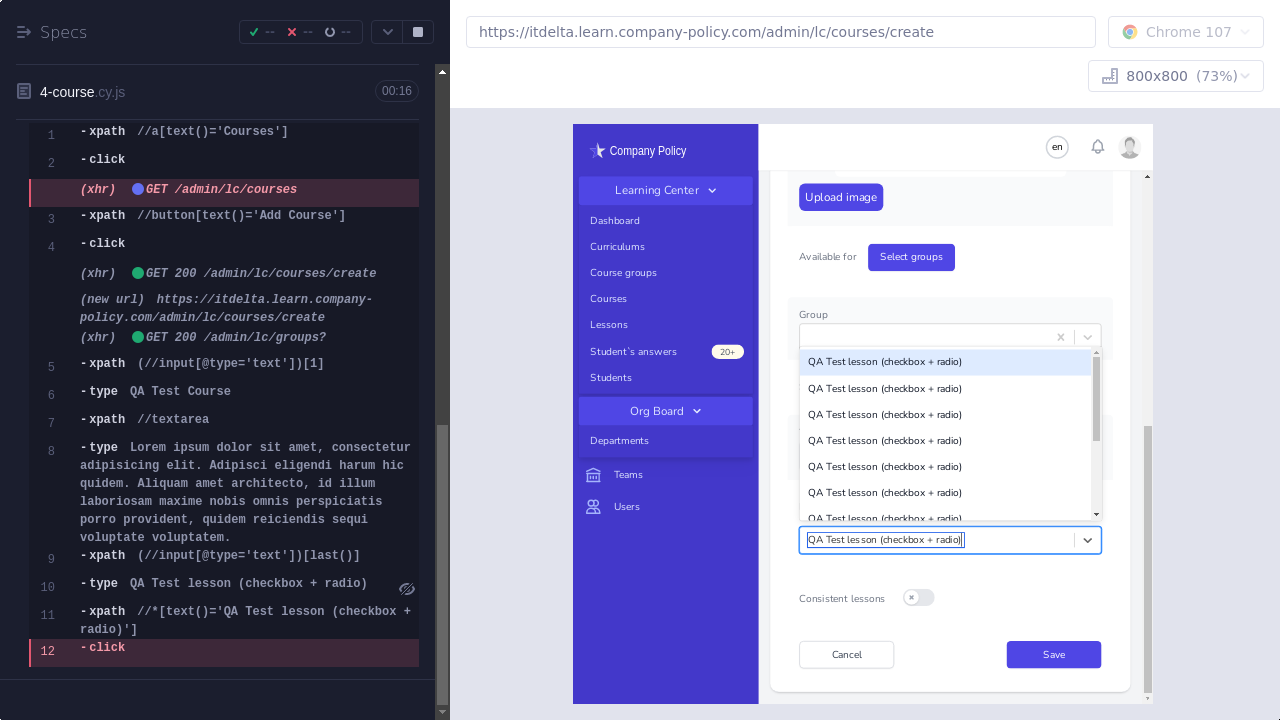 Specs
-- -- --
https://itdelta.learn.company-policy.com/admin/lc/courses/create
Chrome 107
800x800 (73%)
4-course.cy.js
00:16
1 -xpath //a[text()='Courses']
2 -click
(xhr) GET /admin/lc/courses
3 -xpath //button[text()='Add Course']
4 -click
(xhr) GET 200 /admin/lc/courses/create
(new url) https://itdelta.learn.company-
policy.com/admin/lc/courses/create
(xhr) GET 200 /admin/lc/groups?
5 -xpath (//input[@type='text'])[1]
6 -type QA Test Course
7 -xpath //textarea
8 -type Lorem ipsum dolor sit amet, consectetur
adipisicing elit. Adipisci eligendi harum hic
quidem. Aliquam amet architecto, id illum
laboriosam maxime nobis omnis perspiciatis
porro provident, quidem reiciendis sequi
voluptate voluptatem.
9 -xpath (//input[@type='text'])[last()]
10 -type QA Test lesson (checkbox + radio)
11 -xpath //*[text()='QA Test lesson (checkbox +
radio)']
12 -click
Company Policy
Learning Center
Dashboard
Curriculums
Course groups
Courses
Lessons
Student`s answers 20+
Students
Org Board
Departments
Teams
Users
en
Upload image
Available for Select groups
Group
QA Test lesson (checkbox + radio)
QA Test lesson (checkbox + radio)
QA Test lesson (checkbox + radio)
QA Test lesson (checkbox + radio)
QA Test lesson (checkbox + radio)
QA Test lesson (checkbox + radio)
QA Test lesson (checkbox + radio)
QA Test lesson (checkbox + radio)
Consistent lessons
Cancel Save